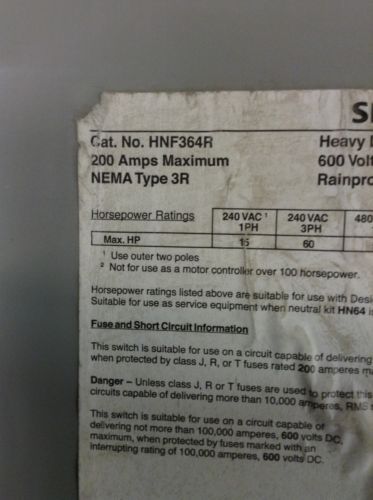 Cat. No. HNF364R Heavy
200 Amps Maximum 600 Volt
NEMA Type 3R Rainpro
Horsepower Ratings 240 VAC ¹ 1PH 240 VAC 3PH 480
Max. HP 15 60
¹ Use outer two poles
² Not for use as a motor controller over 100 horsepower.
Horsepower ratings listed above are suitable for use with Desi
Suitable for use as service equipment when neutral kit HN64 i
Fuse and Short Circuit Information
This switch is suitable for use on a circuit capable of delivering
when protected by class J, R, or T fuses rated 200 amperes ma
Danger – Unless class J, R or T fuses are used to protect this
circuits capable of delivering more than 10,000 amperes, RMS
This switch is suitable for use on a circuit capable of
delivering not more than 100,000 amperes, 600 volts DC,
maximum, when protected by fuses marked with an
interrupting rating of 100,000 amperes, 600 volts DC.